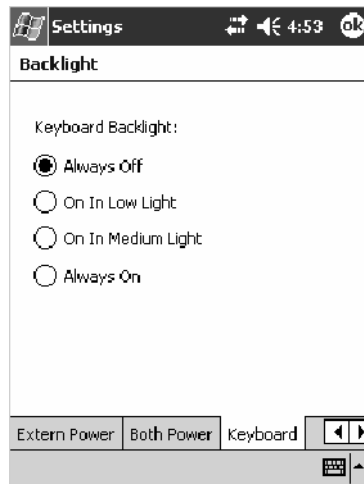 Settings 4:53 ok
Backlight
Keyboard Backlight:
Always Off
On In Low Light
On In Medium Light
Always On
Extern Power Both Power Keyboard